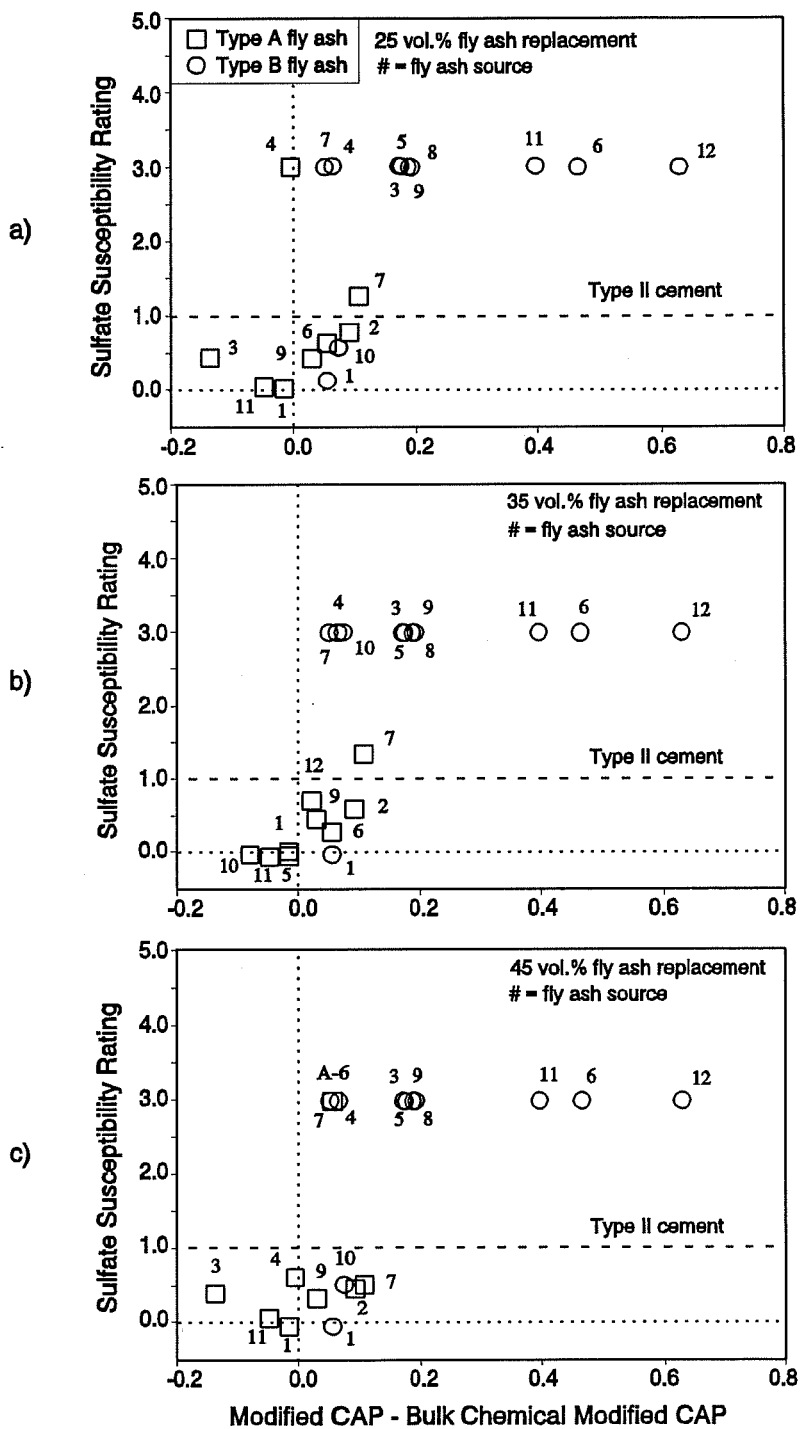 a)
Sulfate Susceptibility Rating
5.0
4.0
3.0
2.0
1.0
0.0
Type A fly ash
Type B fly ash
25 vol.% fly ash replacement
# = fly ash source
4 7 4 5 8 11 6 12
3 9
7
Type II cement
3 9 6 2
10
11 1 1
-0.2 0.0 0.2 0.4 0.6 0.8
b)
Sulfate Susceptibility Rating
5.0
4.0
3.0
2.0
1.0
0.0
35 vol.% fly ash replacement
# = fly ash source
4 3 9 11 6 12
7 10 5 8
7
12
Type II cement
9 2
1 6
10 11 5 1
-0.2 0.0 0.2 0.4 0.6 0.8
c)
Sulfate Susceptibility Rating
5.0
4.0
3.0
2.0
1.0
0.0
45 vol.% fly ash replacement
# = fly ash source
A-6 3 9 11 6 12
7 4 5 8
Type II cement
3 4 9 10 7
2
11 1 1
-0.2 0.0 0.2 0.4 0.6 0.8
Modified CAP - Bulk Chemical Modified CAP